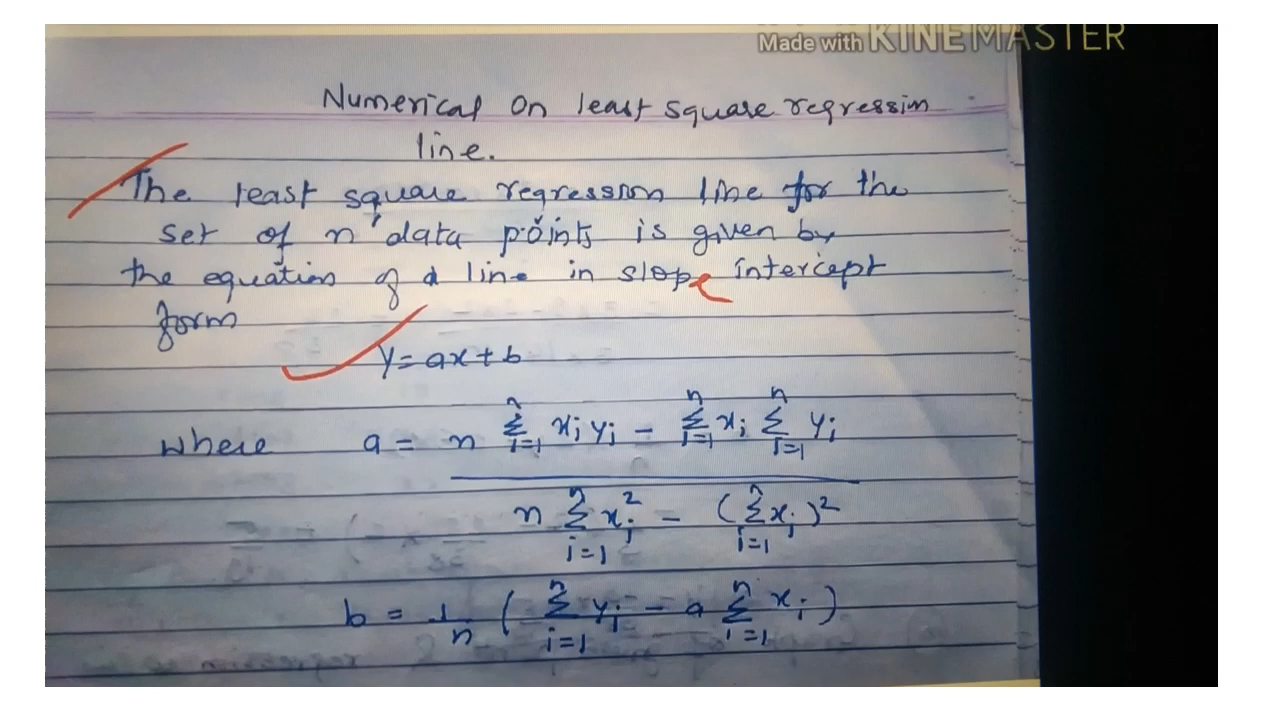 Made with KINEMASTER
Numerical on least square regression
line.
The least square regression line for the
set of n data points is given by
the equation of a line in slope intercept
form
y = ax + b
where a = n Σ_{i=1}^{n} x_i y_i - Σ_{i=1}^{n} x_i Σ_{i=1}^{n} y_i
n Σ_{i=1}^{n} x_i^2 - (Σ_{i=1}^{n} x_i)^2
b = 1/n (Σ_{i=1}^{n} y_i - a Σ_{i=1}^{n} x_i)